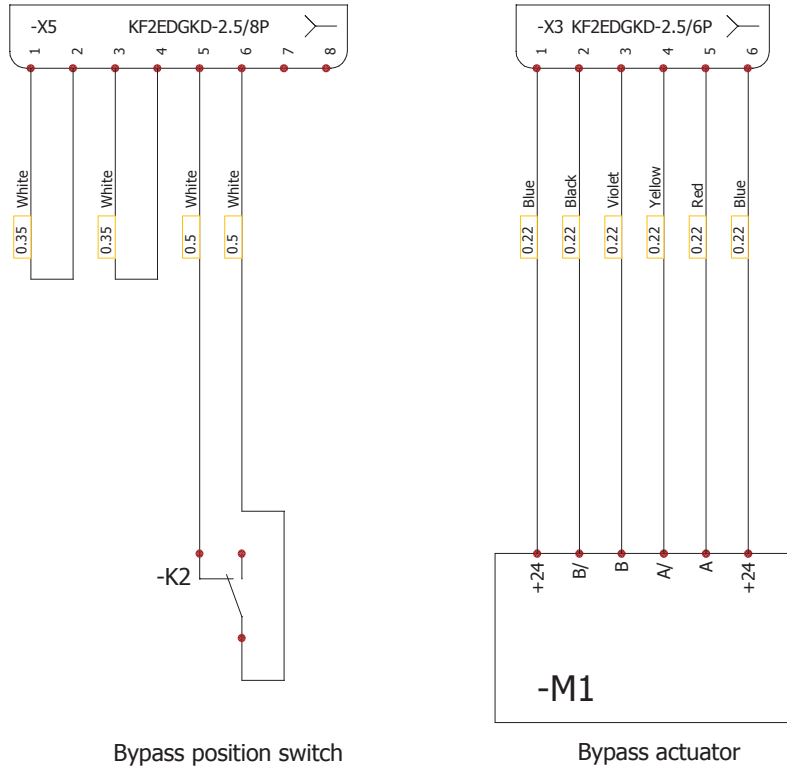 -X5 KF2EDGKD-2.5/8P
1 2 3 4 5 6 7 8
White White White White
0.35 0.35 0.5 0.5
-K2
Bypass position switch
-X3 KF2EDGKD-2.5/6P
1 2 3 4 5 6
Blue Black Violet Yellow Red Blue
0.22 0.22 0.22 0.22 0.22 0.22
+24 B/ B A/ A +24
-M1
Bypass actuator